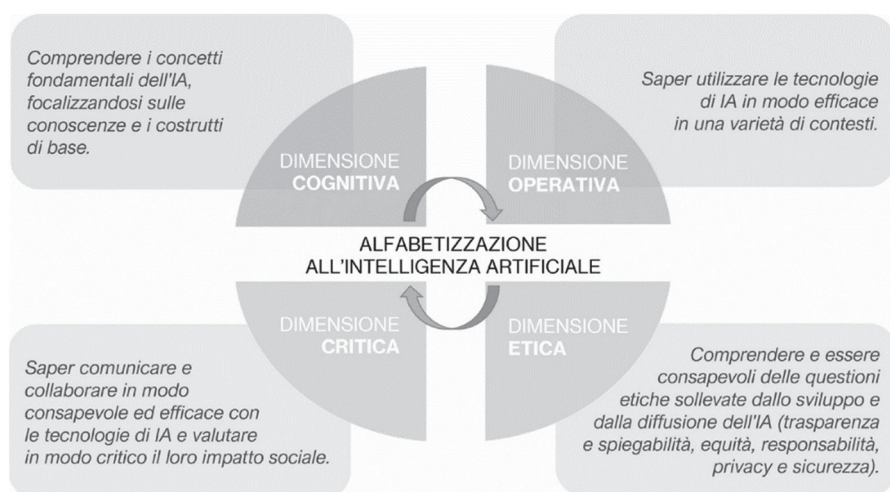 Comprendere i concetti
fondamentali dell'IA,
focalizzandosi sulle
conoscenze e i costrutti
di base.
Saper utilizzare le tecnologie
di IA in modo efficace
in una varietà di contesti.
DIMENSIONE
COGNITIVA
DIMENSIONE
OPERATIVA
ALFABETIZZAZIONE
ALL'INTELLIGENZA ARTIFICIALE
DIMENSIONE
CRITICA
DIMENSIONE
ETICA
Saper comunicare e
collaborare in modo
consapevole ed efficace con
le tecnologie di IA e valutare
in modo critico il loro impatto sociale.
Comprendere e essere
consapevoli delle questioni
etiche sollevate dallo sviluppo e
dalla diffusione dell'IA (trasparenza
e spiegabilità, equità, responsabilità,
privacy e sicurezza).